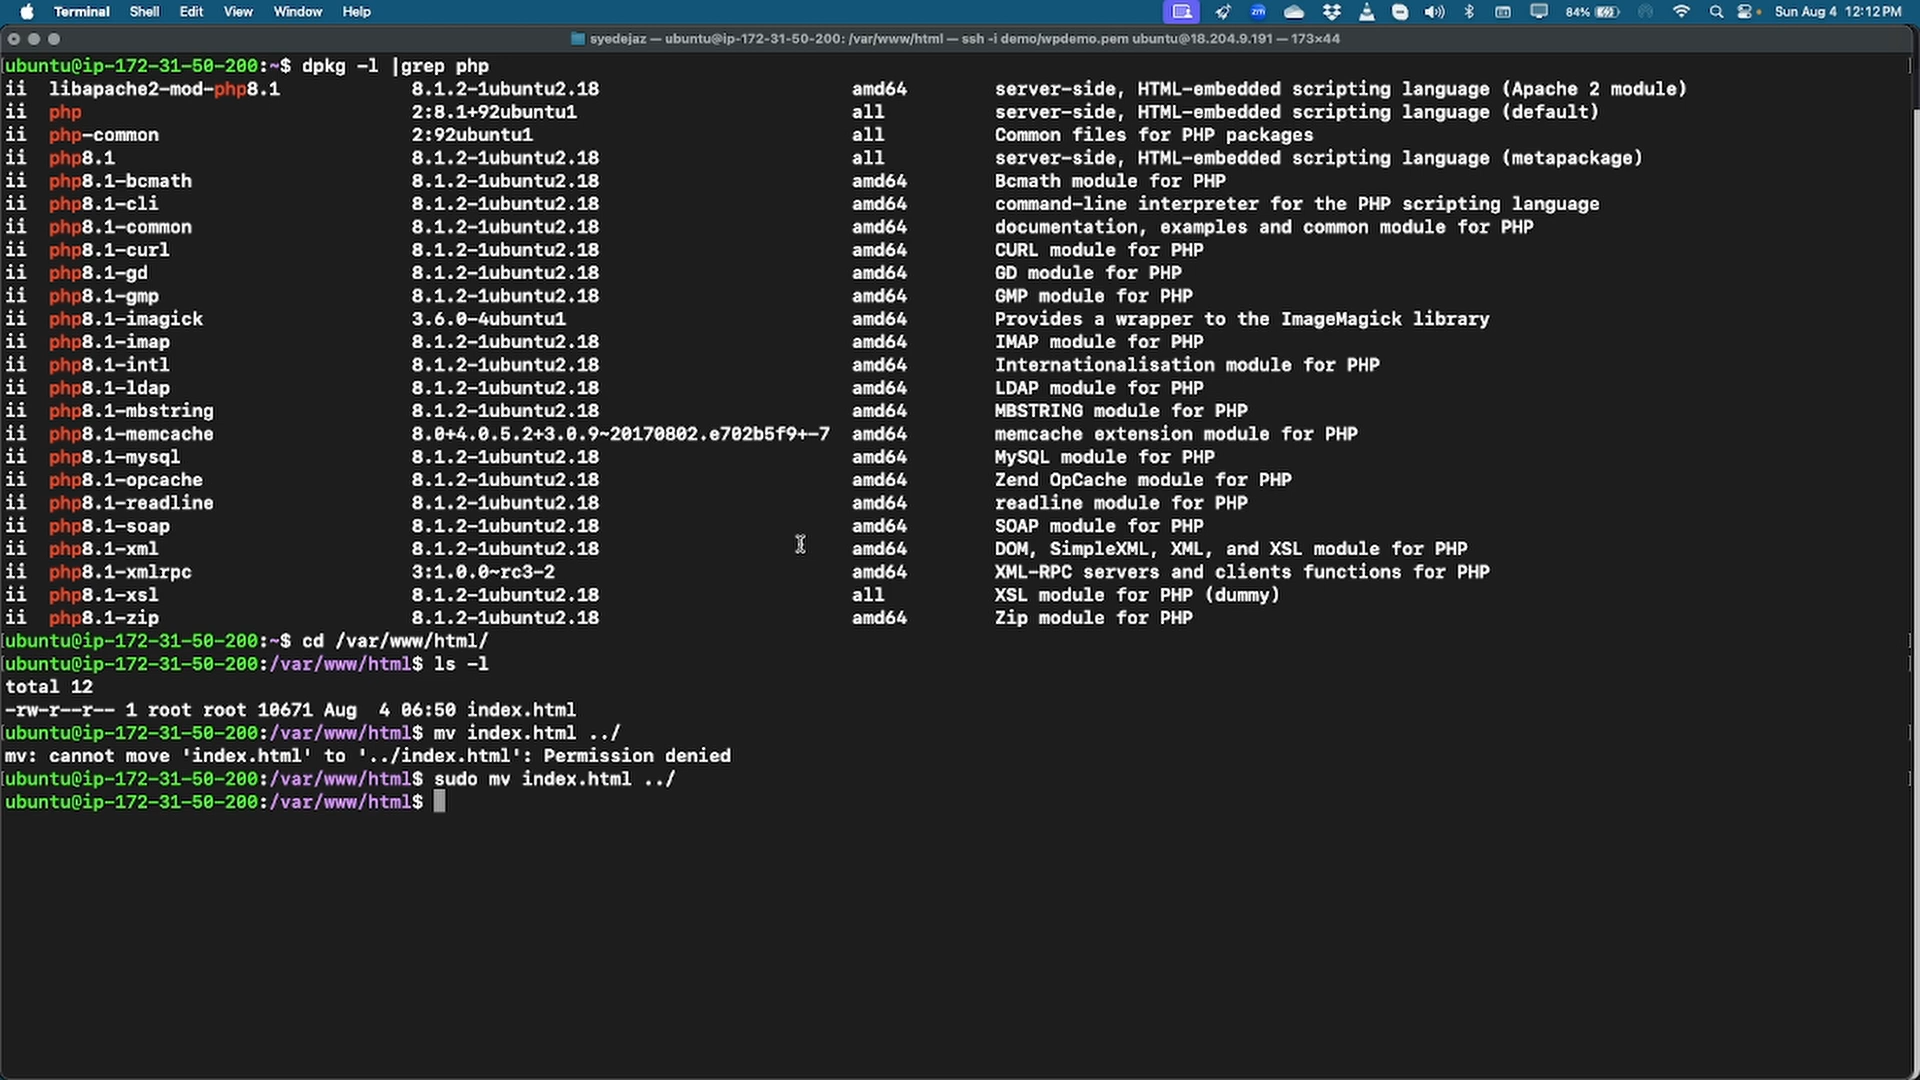 Terminal Shell Edit View Window Help zm 84% Sun Aug 4 12:12 PM
syedejaz — ubuntu@ip-172-31-50-200: /var/www/html — ssh -i demo/wpdemo.pem ubuntu@18.204.9.191 — 173×44
ubuntu@ip-172-31-50-200:~$ dpkg -l |grep php
ii libapache2-mod-php8.1 8.1.2-1ubuntu2.18 amd64 server-side, HTML-embedded scripting language (Apache 2 module)
ii php 2:8.1+92ubuntu1 all server-side, HTML-embedded scripting language (default)
ii php-common 2:92ubuntu1 all Common files for PHP packages
ii php8.1 8.1.2-1ubuntu2.18 all server-side, HTML-embedded scripting language (metapackage)
ii php8.1-bcmath 8.1.2-1ubuntu2.18 amd64 Bcmath module for PHP
ii php8.1-cli 8.1.2-1ubuntu2.18 amd64 command-line interpreter for the PHP scripting language
ii php8.1-common 8.1.2-1ubuntu2.18 amd64 documentation, examples and common module for PHP
ii php8.1-curl 8.1.2-1ubuntu2.18 amd64 CURL module for PHP
ii php8.1-gd 8.1.2-1ubuntu2.18 amd64 GD module for PHP
ii php8.1-gmp 8.1.2-1ubuntu2.18 amd64 GMP module for PHP
ii php8.1-imagick 3.6.0-4ubuntu1 amd64 Provides a wrapper to the ImageMagick library
ii php8.1-imap 8.1.2-1ubuntu2.18 amd64 IMAP module for PHP
ii php8.1-intl 8.1.2-1ubuntu2.18 amd64 Internationalisation module for PHP
ii php8.1-ldap 8.1.2-1ubuntu2.18 amd64 LDAP module for PHP
ii php8.1-mbstring 8.1.2-1ubuntu2.18 amd64 MBSTRING module for PHP
ii php8.1-memcache 8.0+4.0.5.2+3.0.9~20170802.e702b5f9+-7 amd64 memcache extension module for PHP
ii php8.1-mysql 8.1.2-1ubuntu2.18 amd64 MySQL module for PHP
ii php8.1-opcache 8.1.2-1ubuntu2.18 amd64 Zend OpCache module for PHP
ii php8.1-readline 8.1.2-1ubuntu2.18 amd64 readline module for PHP
ii php8.1-soap 8.1.2-1ubuntu2.18 amd64 SOAP module for PHP
ii php8.1-xml 8.1.2-1ubuntu2.18 amd64 DOM, SimpleXML, XML, and XSL module for PHP
ii php8.1-xmlrpc 3:1.0.0~rc3-2 amd64 XML-RPC servers and clients functions for PHP
ii php8.1-xsl 8.1.2-1ubuntu2.18 all XSL module for PHP (dummy)
ii php8.1-zip 8.1.2-1ubuntu2.18 amd64 Zip module for PHP
ubuntu@ip-172-31-50-200:~$ cd /var/www/html/
ubuntu@ip-172-31-50-200:/var/www/html$ ls -l
total 12
-rw-r--r-- 1 root root 10671 Aug  4 06:50 index.html
ubuntu@ip-172-31-50-200:/var/www/html$ mv index.html ../
mv: cannot move 'index.html' to '../index.html': Permission denied
ubuntu@ip-172-31-50-200:/var/www/html$ sudo mv index.html ../
ubuntu@ip-172-31-50-200:/var/www/html$